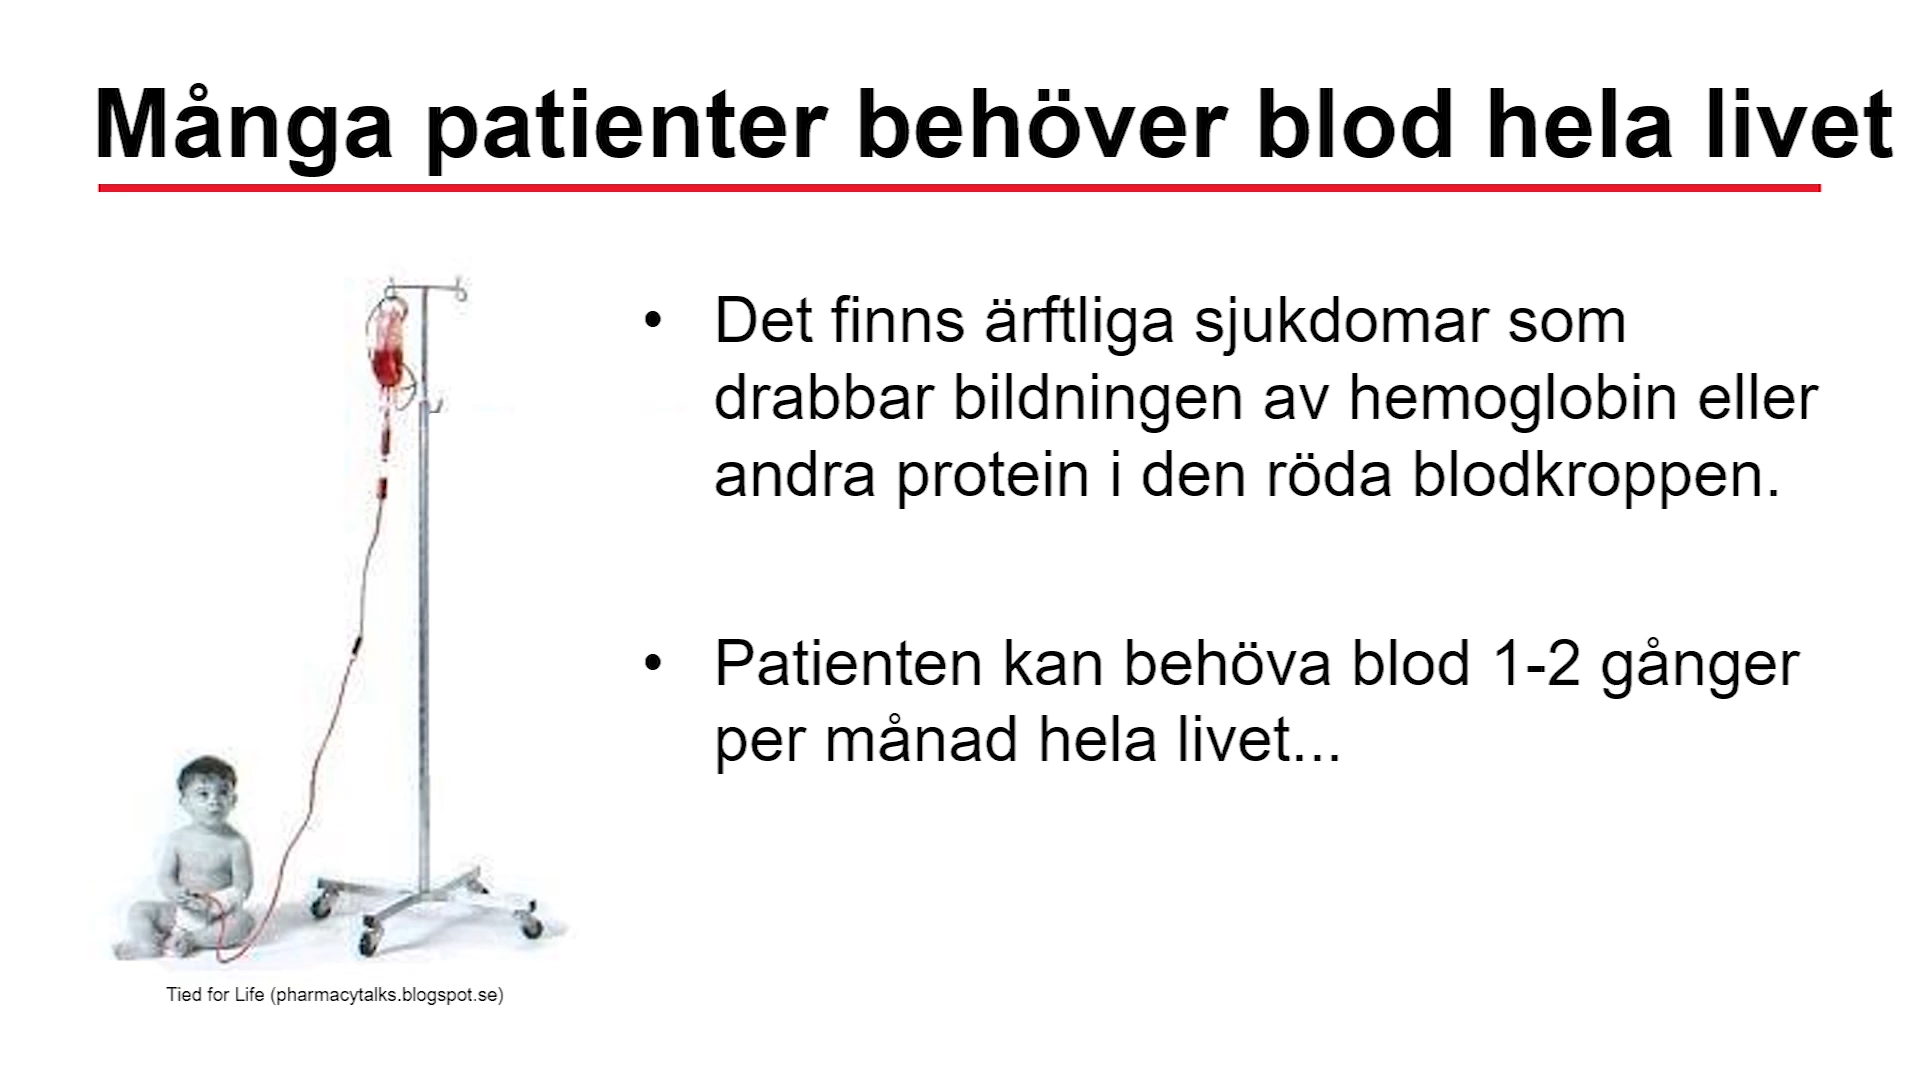 Många patienter behöver blod hela livet
• Det finns ärftliga sjukdomar som
drabbar bildningen av hemoglobin eller
andra protein i den röda blodkroppen.
• Patienten kan behöva blod 1-2 gånger
per månad hela livet...
Tied for Life (pharmacytalks.blogspot.se)